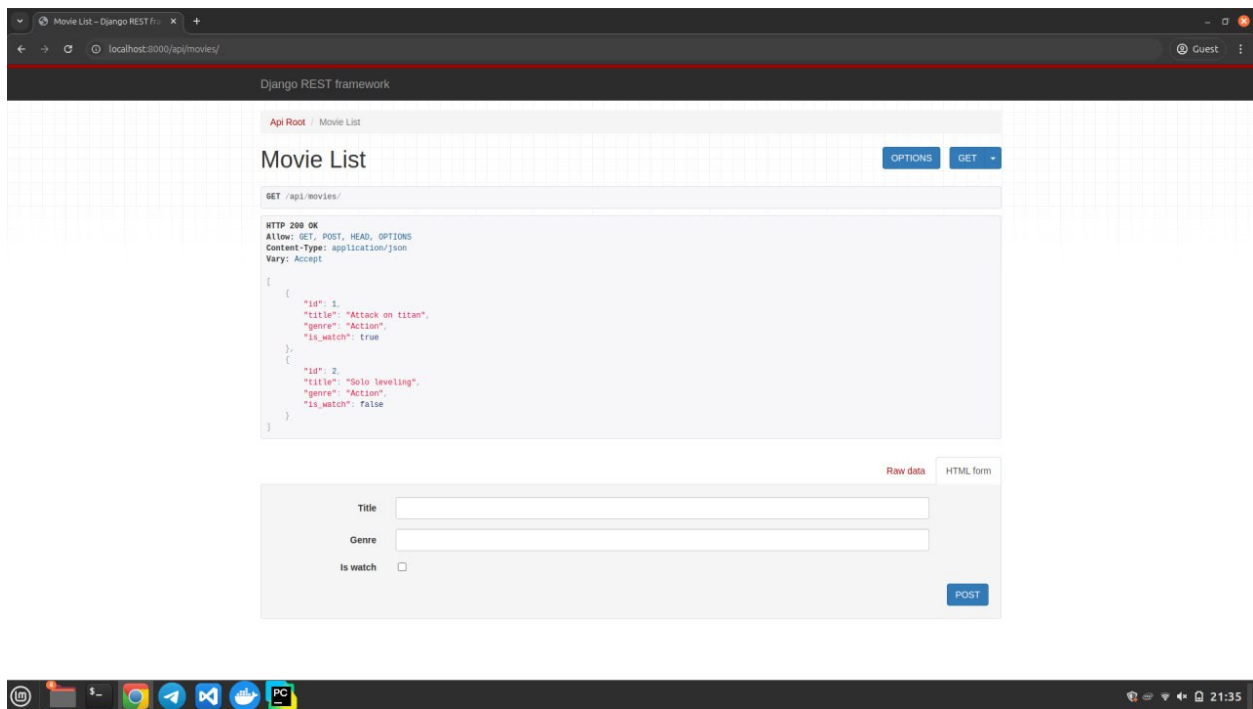 Movie List – Django REST fra
localhost:8000/api/movies/
Guest
Django REST framework
Api Root / Movie List
Movie List
OPTIONS
GET
GET /api/movies/
HTTP 200 OK
Allow: GET, POST, HEAD, OPTIONS
Content-Type: application/json
Vary: Accept
[
{
"id": 1,
"title": "Attack on titan",
"genre": "Action",
"is_watch": true
},
{
"id": 2,
"title": "Solo leveling",
"genre": "Action",
"is_watch": false
}
]
Raw data HTML form
Title
Genre
Is watch
POST
$_
PC
21:35